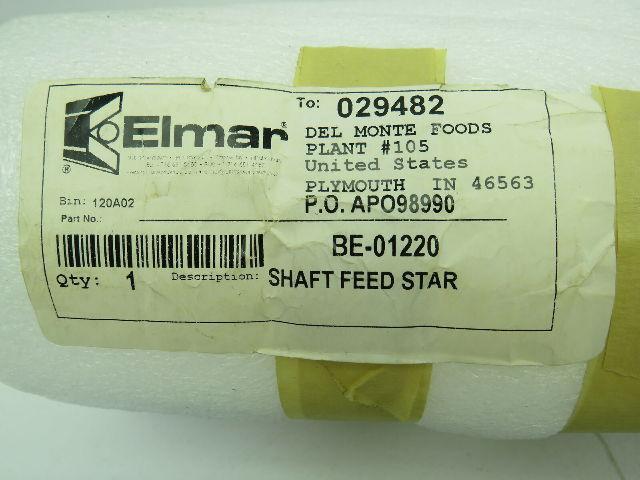 Elmar
®
To: 029482
DEL MONTE FOODS
PLANT #105
United States
PLYMOUTH IN 46563
Bin: 120A02
P.O. APO98990
Part No.:
BE-01220
Qty: 1
Description: SHAFT FEED STAR